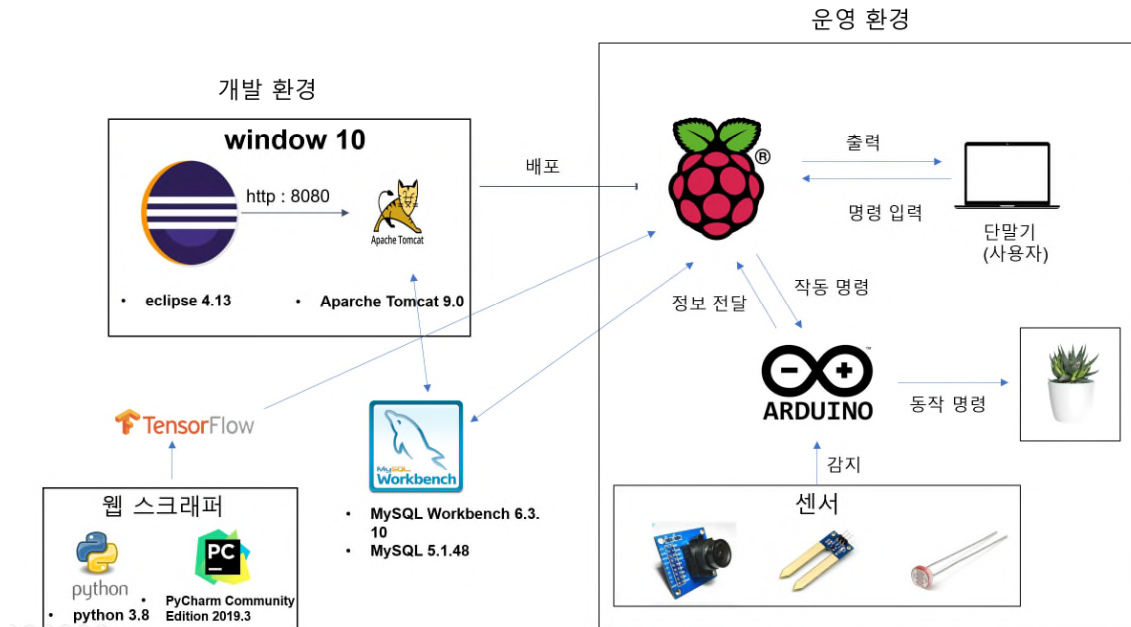 운영 환경
개발 환경
window 10
http : 8080
Apache Tomcat
• eclipse 4.13
• Aparche Tomcat 9.0
배포
®
출력
명령 입력
단말기
(사용자)
정보 전달
작동 명령
ARDUINO
™
동작 명령
감지
센서
TensorFlow
MySQL
Workbench
• MySQL Workbench 6.3.
10
• MySQL 5.1.48
웹 스크래퍼
python
PC
• python 3.8
• PyCharm Community
Edition 2019.3